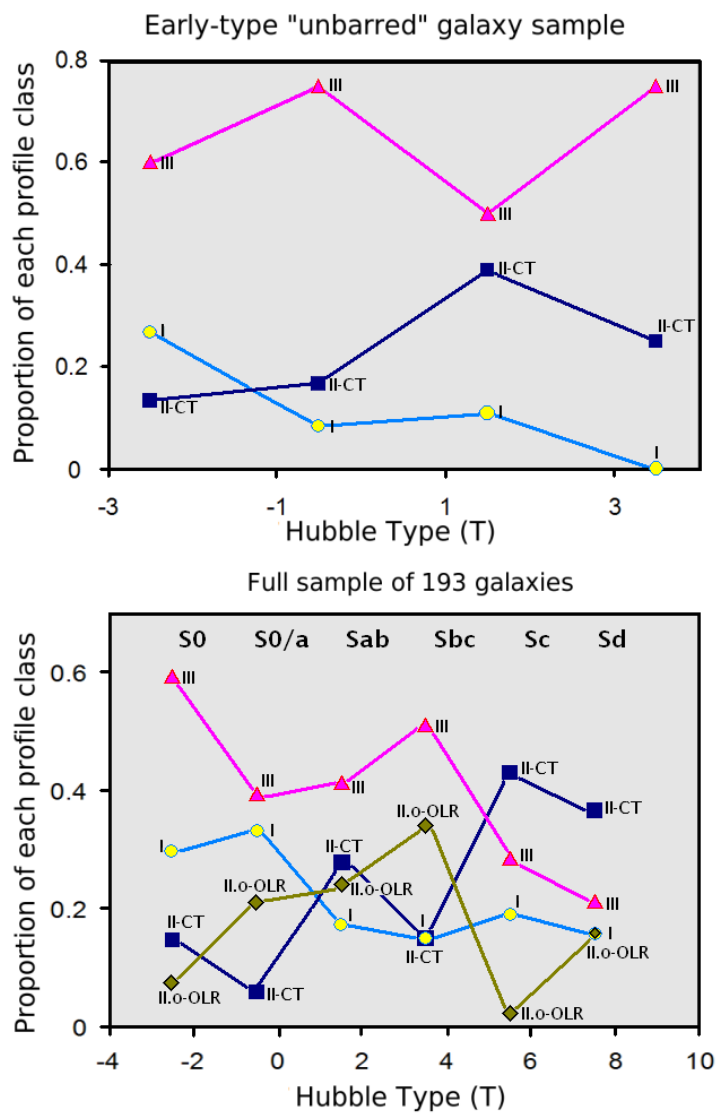 Early-type "unbarred" galaxy sample
Proportion of each profile class
0.8
0.6
0.4
0.2
0
III
III
III
III
II-CT
II-CT
II-CT
II-CT
I
I
I
I
-3
-1
1
3
Hubble Type (T)
Full sample of 193 galaxies
Proportion of each profile class
S0 S0/a Sab Sbc Sc Sd
0.6
0.4
0.2
0
III
III
III
III
III
III
II-CT
II-CT
II-CT
II-CT
II-CT
II-CT
I
I
I
I
I
I
II.o-OLR
II.o-OLR
II.o-OLR
II.o-OLR
II.o-OLR
II.o-OLR
-4 -2 0 2 4 6 8 10
Hubble Type (T)